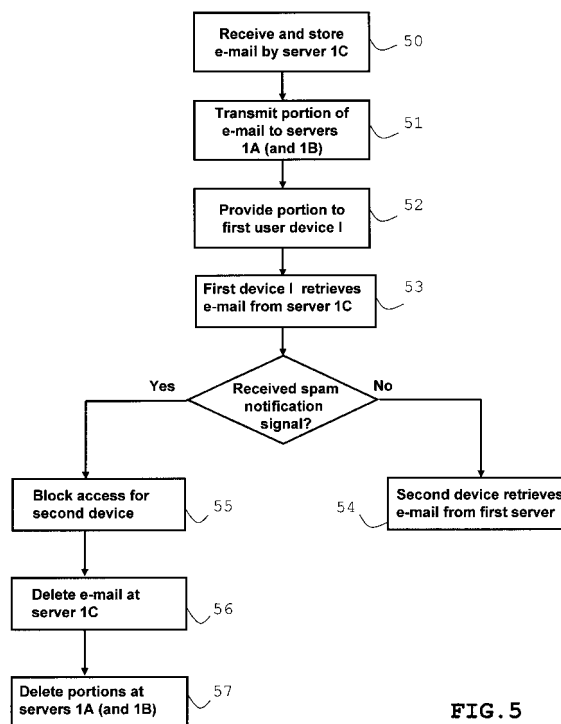 Receive and store
e-mail by server 1C
50
Transmit portion of
e-mail to servers
1A (and 1B)
51
Provide portion to
first user device I
52
First device I retrieves
e-mail from server 1C
53
Received spam
notification
signal?
Yes
No
Block access for
second device
55
Second device retrieves
e-mail from first server
54
Delete e-mail at
server 1C
56
Delete portions at
servers 1A (and 1B)
57
FIG.5